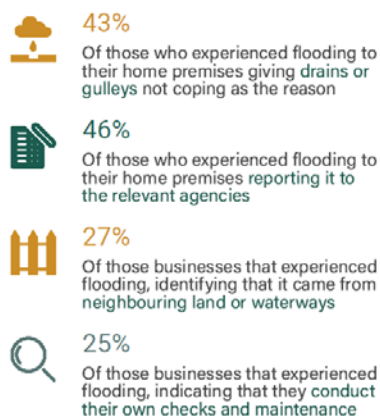 43%
Of those who experienced flooding to
their home premises giving drains or
gulleys not coping as the reason
46%
Of those who experienced flooding to
their home premises reporting it to
the relevant agencies
27%
Of those businesses that experienced
flooding, identifying that it came from
neighbouring land or waterways
25%
Of those businesses that experienced
flooding, indicating that they conduct
their own checks and maintenance